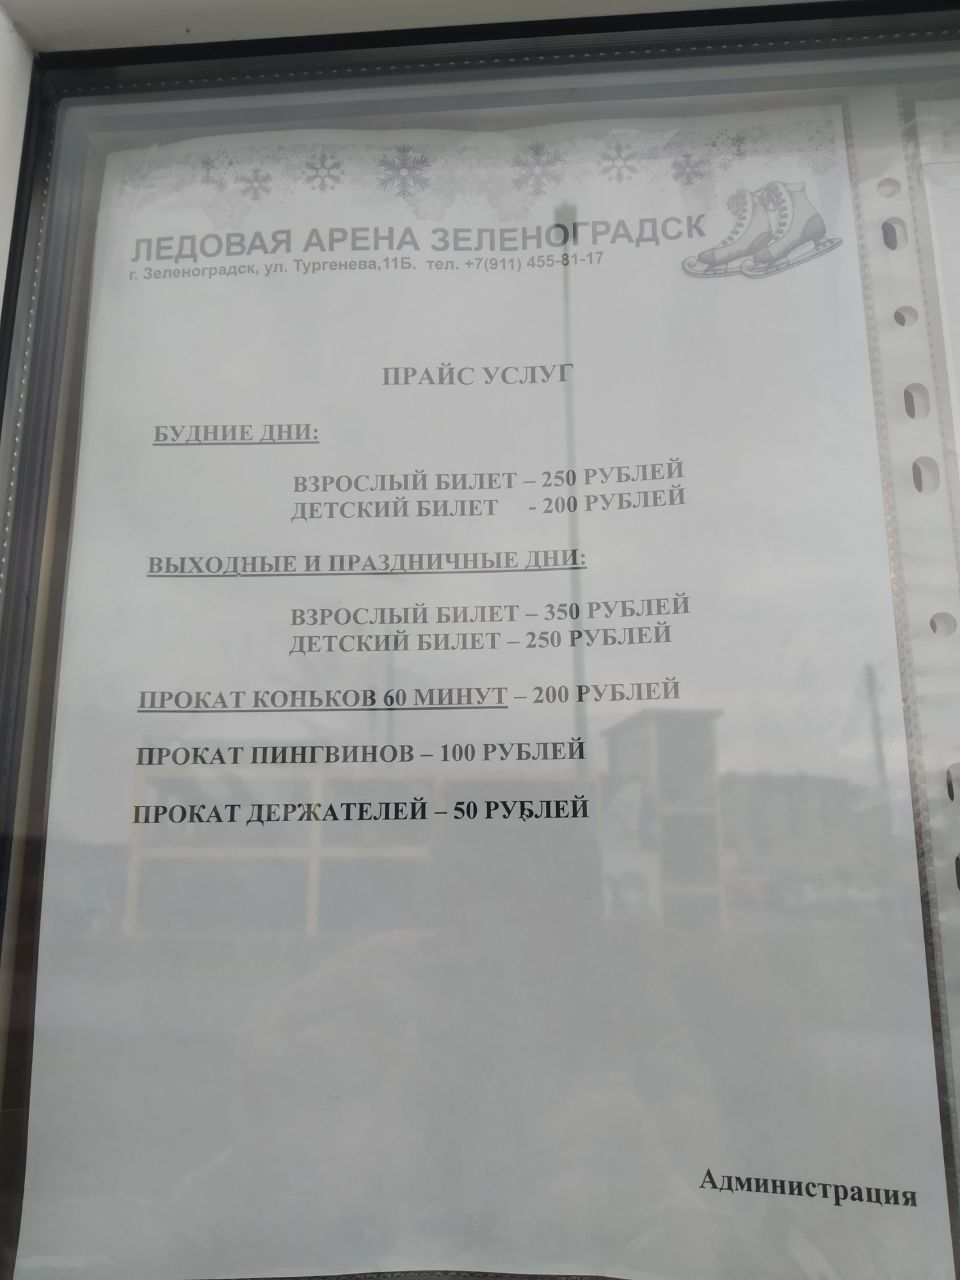 ЛЕДОВАЯ АРЕНА ЗЕЛЕНОГРАДСК
г. Зеленоградск, ул. Тургенева,11Б. тел. +7(911) 455-81-17
ПРАЙС УСЛУГ
БУДНИЕ ДНИ:
ВЗРОСЛЫЙ БИЛЕТ – 250 РУБЛЕЙ
ДЕТСКИЙ БИЛЕТ - 200 РУБЛЕЙ
ВЫХОДНЫЕ И ПРАЗДНИЧНЫЕ ДНИ:
ВЗРОСЛЫЙ БИЛЕТ – 350 РУБЛЕЙ
ДЕТСКИЙ БИЛЕТ – 250 РУБЛЕЙ
ПРОКАТ КОНЬКОВ 60 МИНУТ – 200 РУБЛЕЙ
ПРОКАТ ПИНГВИНОВ – 100 РУБЛЕЙ
ПРОКАТ ДЕРЖАТЕЛЕЙ – 50 РУБЛЕЙ
Администрация